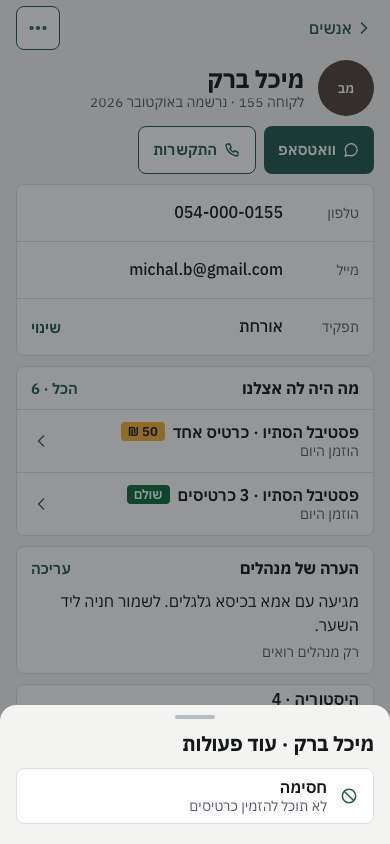 אנשים
מיכל ברק
לקוחה 155 · נרשמה באוקטובר 2026
מב
וואטסאפ
התקשרות
טלפון
054-000-0155
מייל
michal.b@gmail.com
תפקיד
אורחת
שינוי
מה היה לה אצלנו
הכל · 6
פסטיבל הסתיו · כרטיס אחד
50 ₪
הוזמן היום
פסטיבל הסתיו · 3 כרטיסים
שולם
הוזמן היום
הערה של מנהלים
עריכה
מגיעה עם אמא בכיסא גלגלים. לשמור חניה ליד
השער.
רק מנהלים רואים
היסטוריה · 4
מיכל ברק · עוד פעולות
חסימה
לא תוכל להזמין כרטיסים